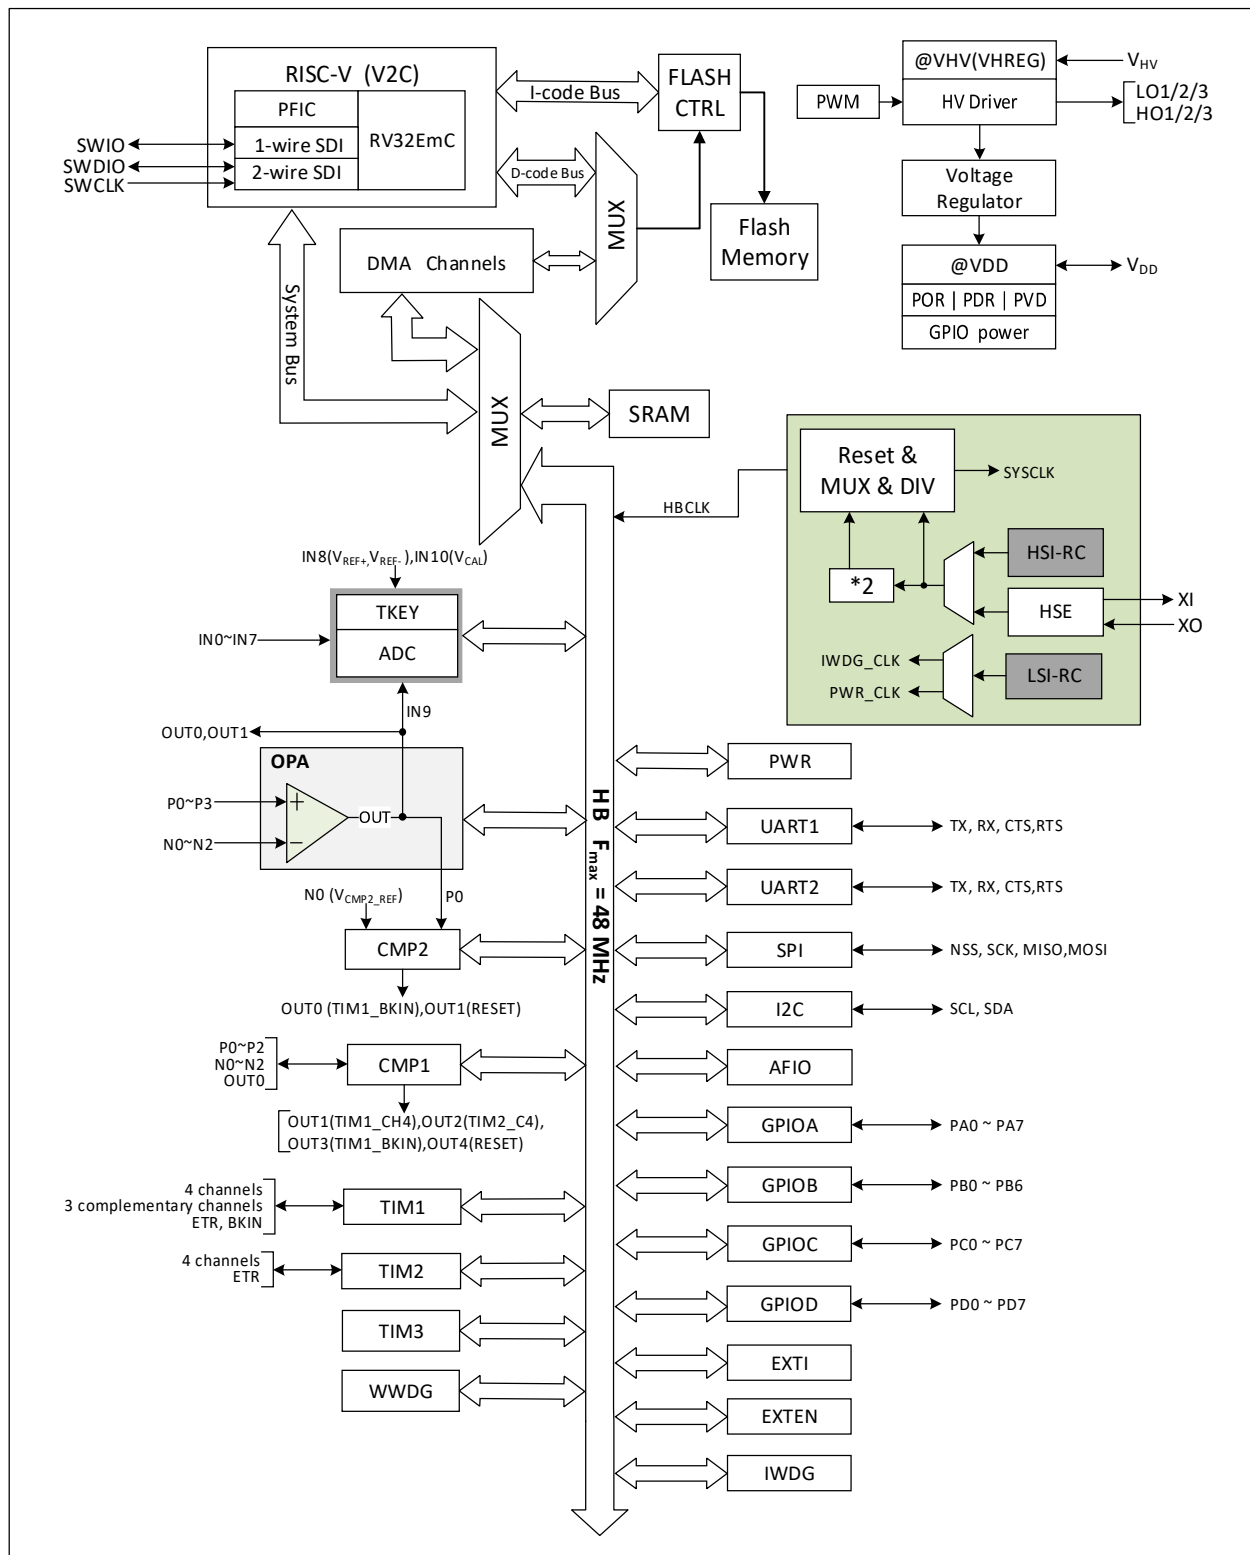 RISC-V (V2C)
PFIC
1-wire SDI
2-wire SDI
RV32EmC
SWIO
SWDIO
SWCLK
I-code Bus
D-code Bus
FLASH
CTRL
MUX
Flash
Memory
DMA Channels
System Bus
MUX
SRAM
@VHV(VHREG)
HV Driver
PWM
VHV
LO1/2/3
HO1/2/3
Voltage
Regulator
@VDD
POR | PDR | PVD
GPIO power
VDD
Reset &
MUX & DIV
SYSCLK
HBCLK
*2
HSI-RC
HSE
XI
XO
IWDG_CLK
PWR_CLK
LSI-RC
IN8(VREF+,VREF-),IN10(VCAL)
TKEY
ADC
IN0~IN7
IN9
OUT0,OUT1
OPA
P0~P3
N0~N2
+
−
OUT
N0 (VCMP2_REF)
P0
CMP2
OUT0 (TIM1_BKIN),OUT1(RESET)
P0~P2
N0~N2
OUT0
CMP1
OUT1(TIM1_CH4),OUT2(TIM2_C4),
OUT3(TIM1_BKIN),OUT4(RESET)
4 channels
3 complementary channels
ETR, BKIN
TIM1
4 channels
ETR
TIM2
TIM3
WWDG
HB Fmax = 48 MHz
PWR
UART1
TX, RX, CTS,RTS
UART2
TX, RX, CTS,RTS
SPI
NSS, SCK, MISO,MOSI
I2C
SCL, SDA
AFIO
GPIOA
PA0 ~ PA7
GPIOB
PB0 ~ PB6
GPIOC
PC0 ~ PC7
GPIOD
PD0 ~ PD7
EXTI
EXTEN
IWDG